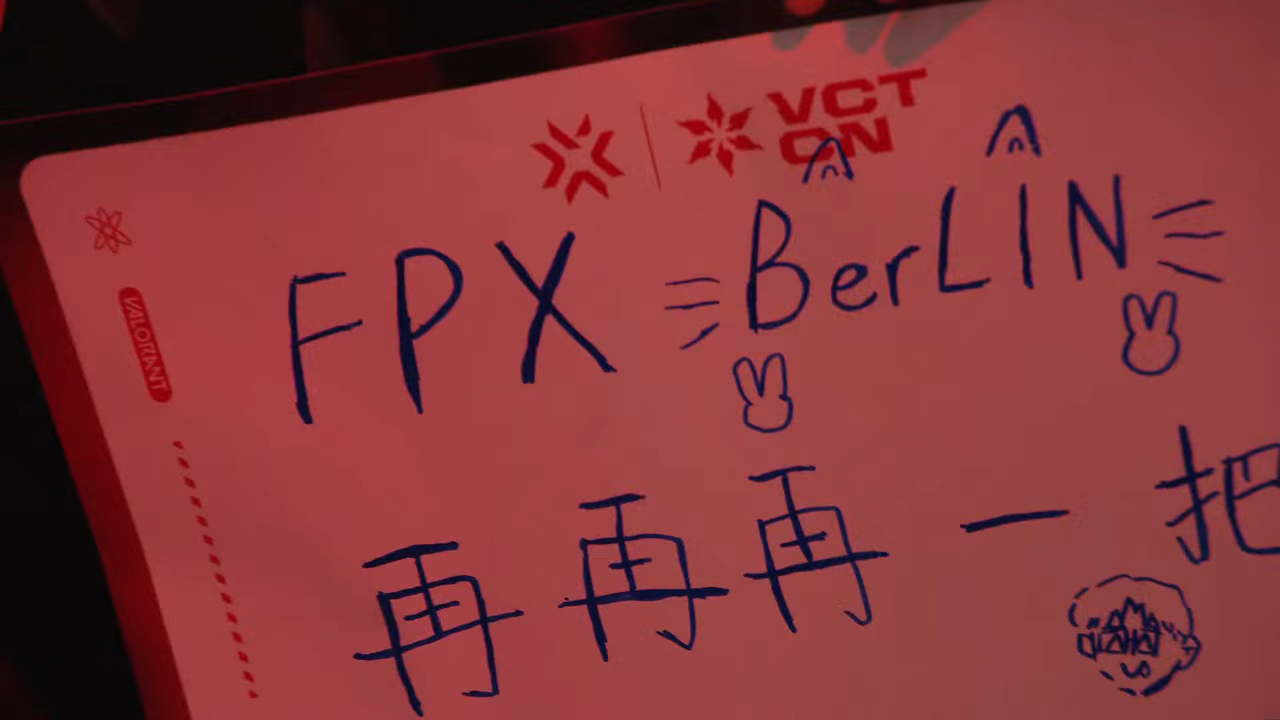 VCT
CN
VALORANT
FPX BerLIN
再再再一把